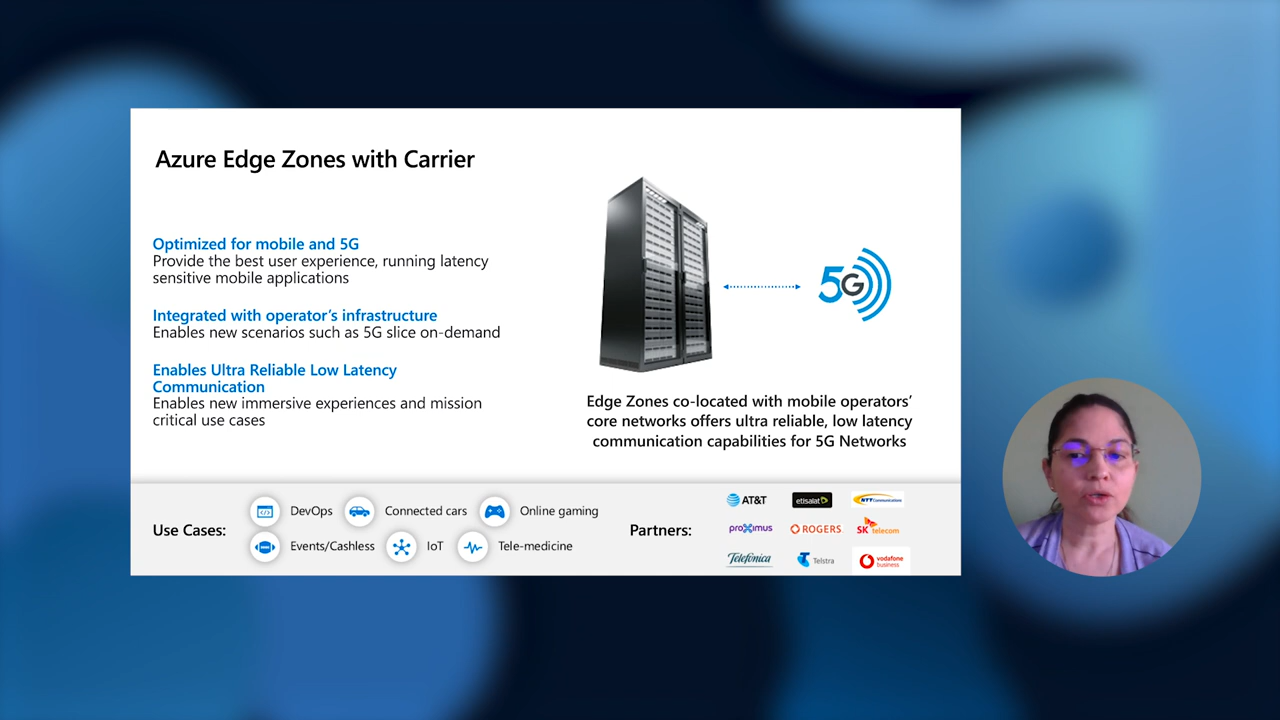 Azure Edge Zones with Carrier
Optimized for mobile and 5G
Provide the best user experience, running latency
sensitive mobile applications
Integrated with operator's infrastructure
Enables new scenarios such as 5G slice on-demand
Enables Ultra Reliable Low Latency
Communication
Enables new immersive experiences and mission
critical use cases
5G
Edge Zones co-located with mobile operators'
core networks offers ultra reliable, low latency
communication capabilities for 5G Networks
Use Cases:
DevOps
Connected cars
Online gaming
Events/Cashless
IoT
Tele-medicine
Partners:
AT&T
etisalat
NTT Communications
proximus
ROGERS
SK telecom
Telefónica
Telstra
vodafone
business